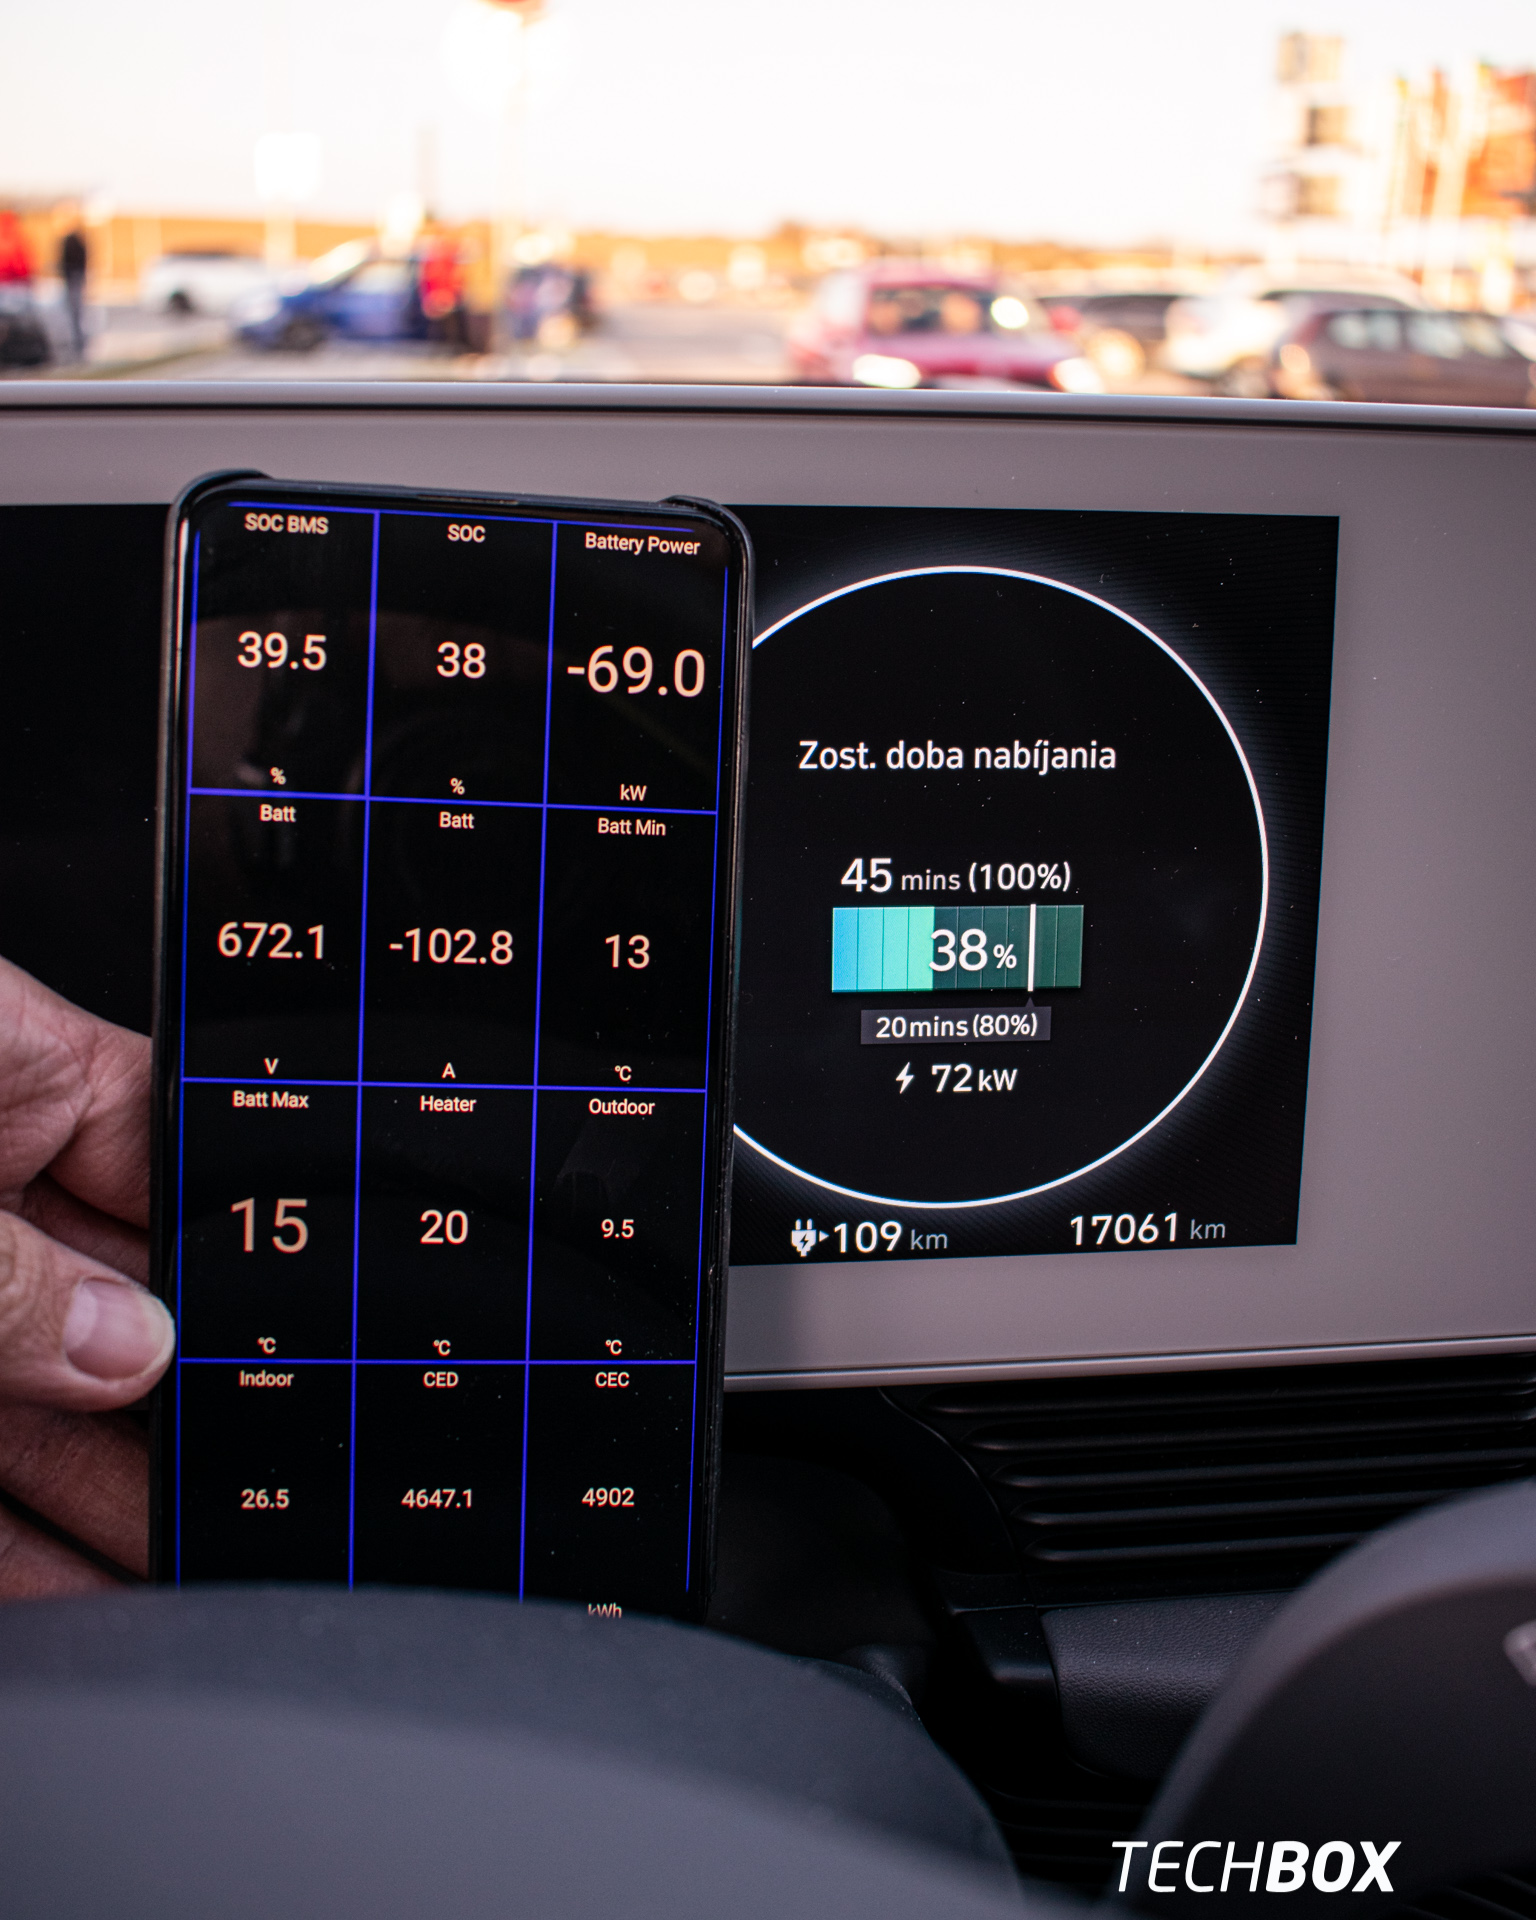 SOC BMS SOC Battery Power
39.5 38 -69.0
% % kW
Batt Batt Batt Min
672.1 -102.8 13
V A °C
Batt Max Heater Outdoor
15 20 9.5
°C °C °C
Indoor CED CEC
26.5 4647.1 4902
kWh
Zost. doba nabíjania
45 mins (100%)
38 %
20 mins (80%)
72 kW
109 km 17061 km
TECHBOX